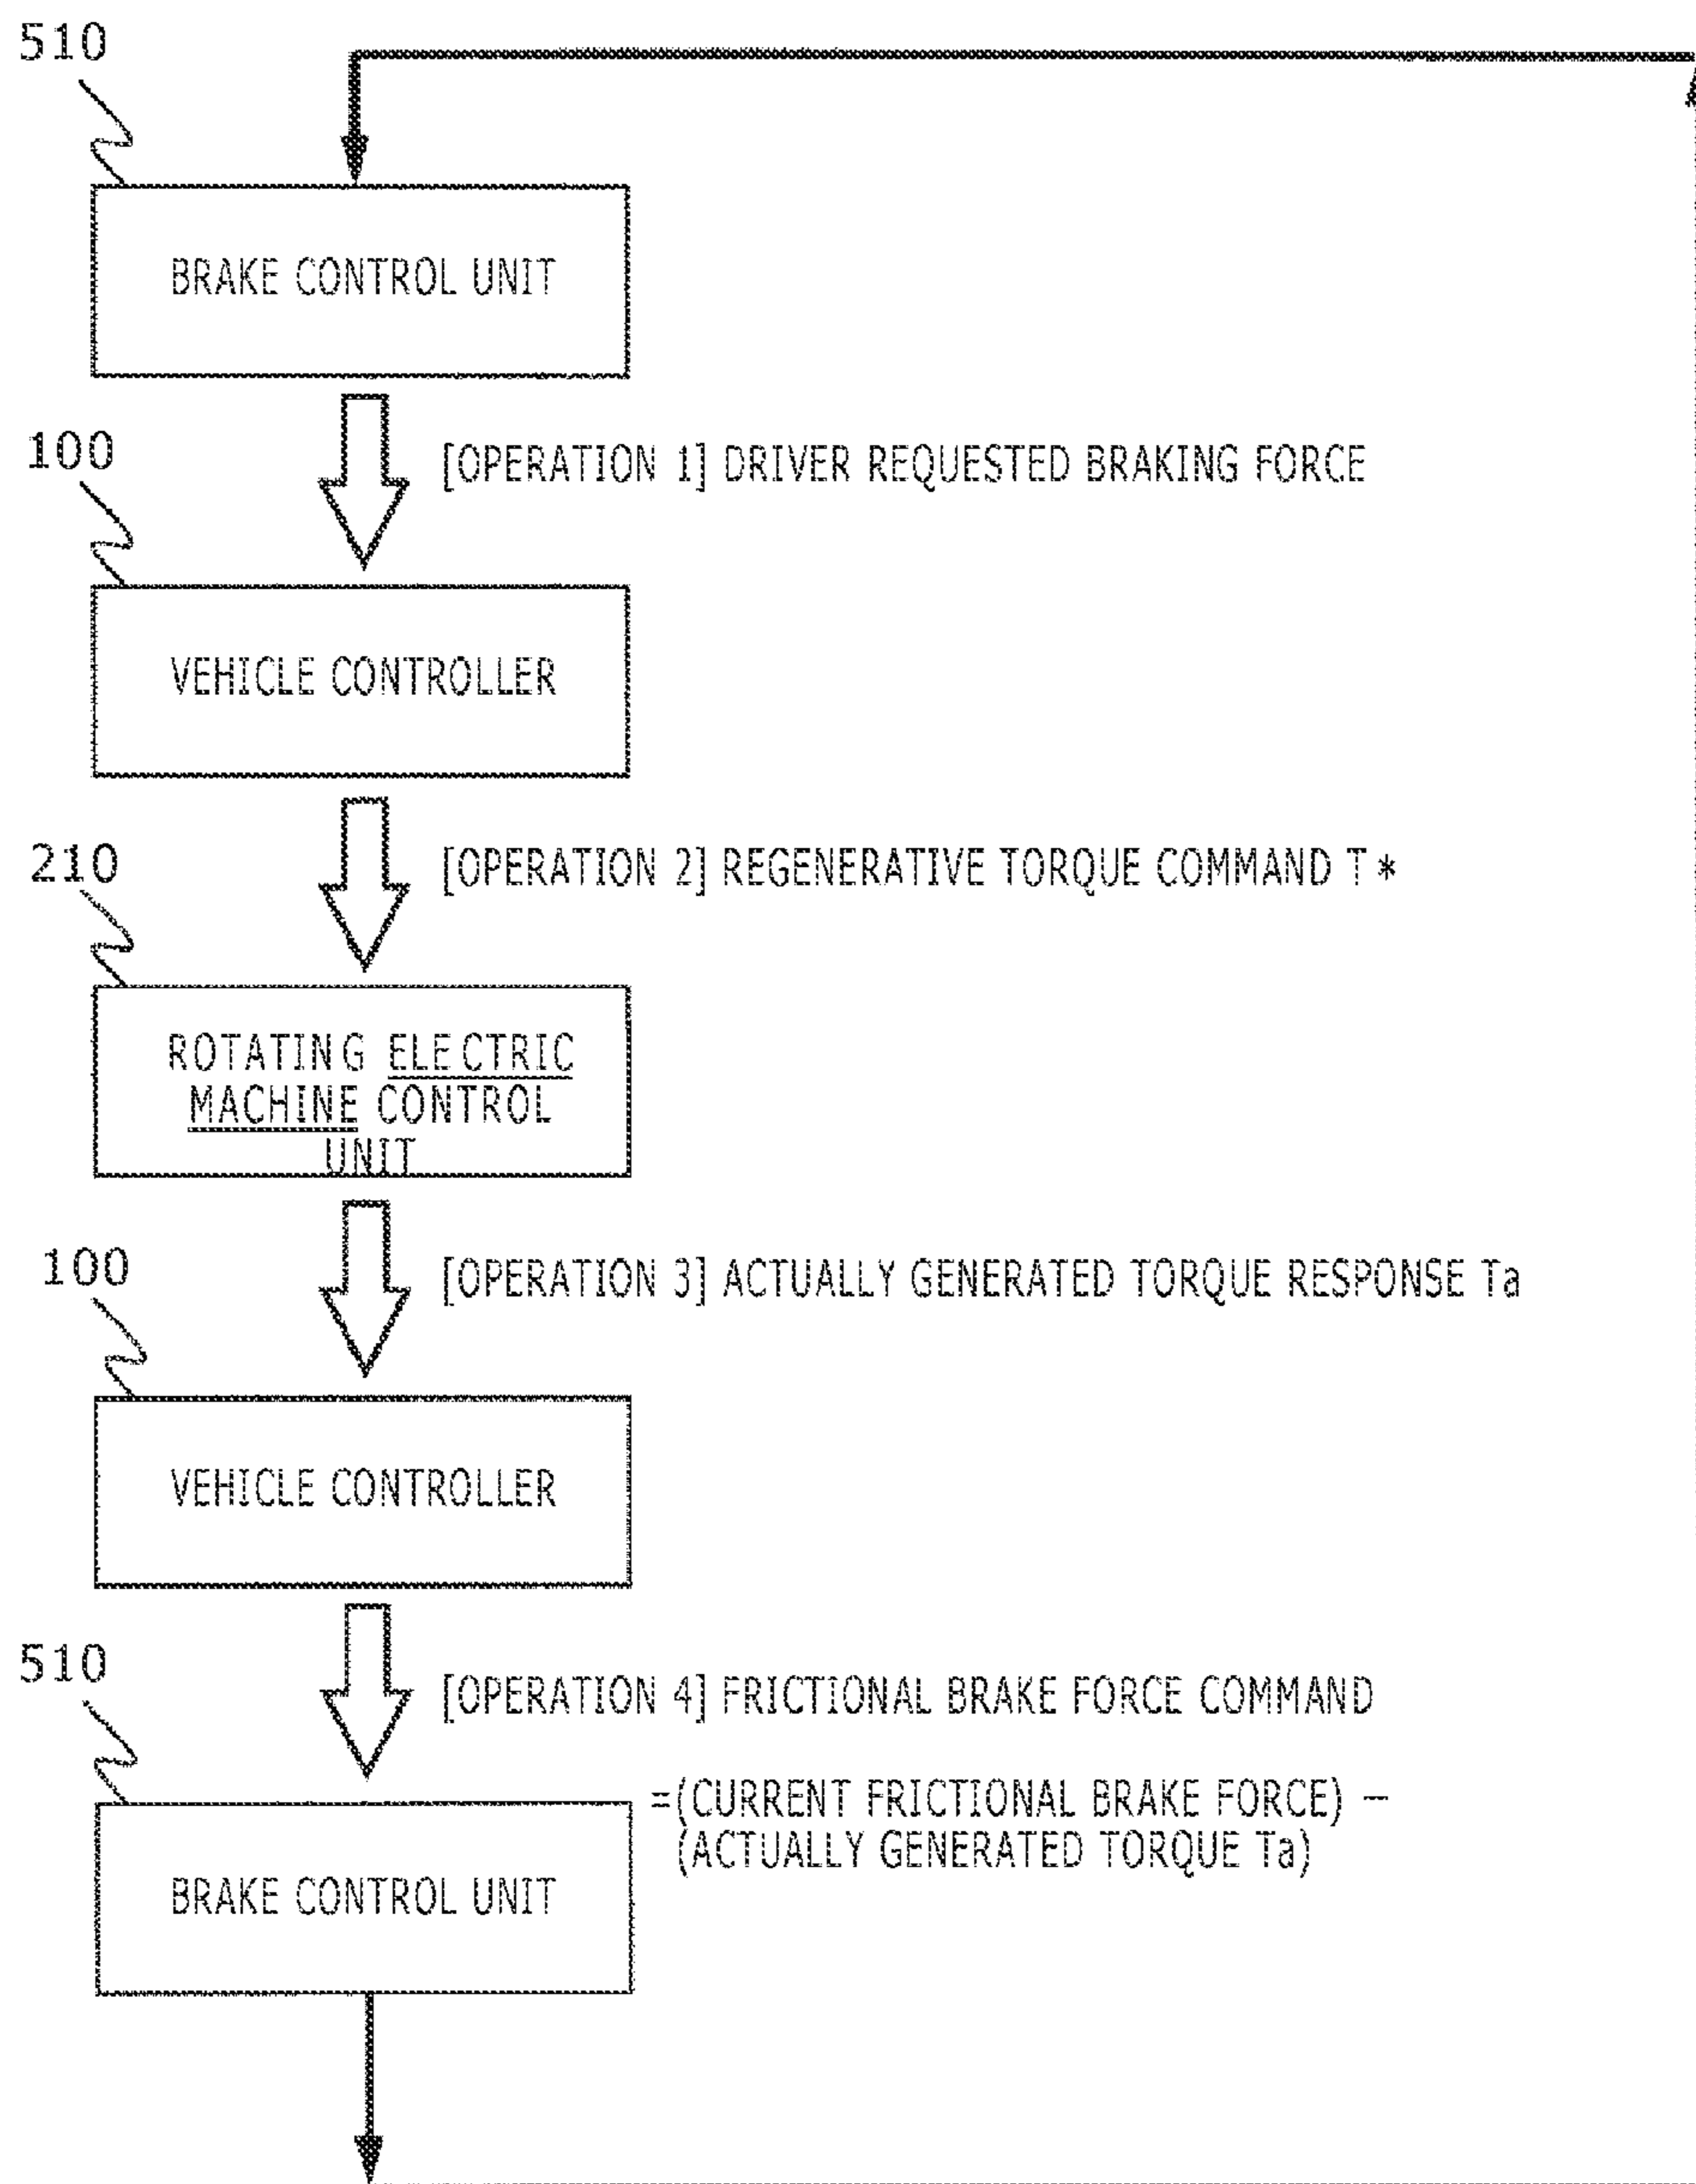 510
BRAKE CONTROL UNIT
100
[OPERATION 1] DRIVER REQUESTED BRAKING FORCE
VEHICLE CONTROLLER
210
[OPERATION 2] REGENERATIVE TORQUE COMMAND T*
ROTATING ELECTRIC
MACHINE CONTROL
UNIT
100
[OPERATION 3] ACTUALLY GENERATED TORQUE RESPONSE Ta
VEHICLE CONTROLLER
510
[OPERATION 4] FRICTIONAL BRAKE FORCE COMMAND
=(CURRENT FRICTIONAL BRAKE FORCE) −
(ACTUALLY GENERATED TORQUE Ta)
BRAKE CONTROL UNIT